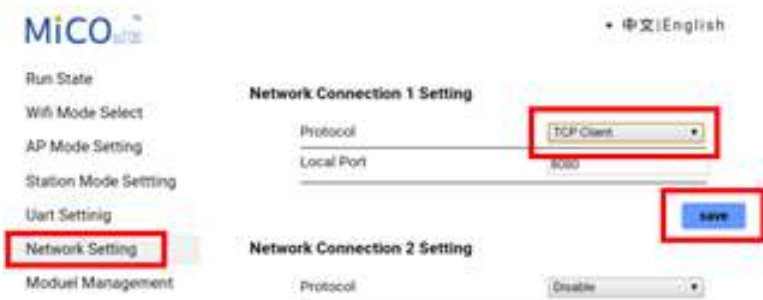 MiCO
中文|English
Run State
Wifi Mode Select
AP Mode Setting
Station Mode Settting
Uart Settinig
Network Setting
Moduel Management
Network Connection 1 Setting
Protocol TCP Client
Local Port 8080
save
Network Connection 2 Setting
Protocol Disable